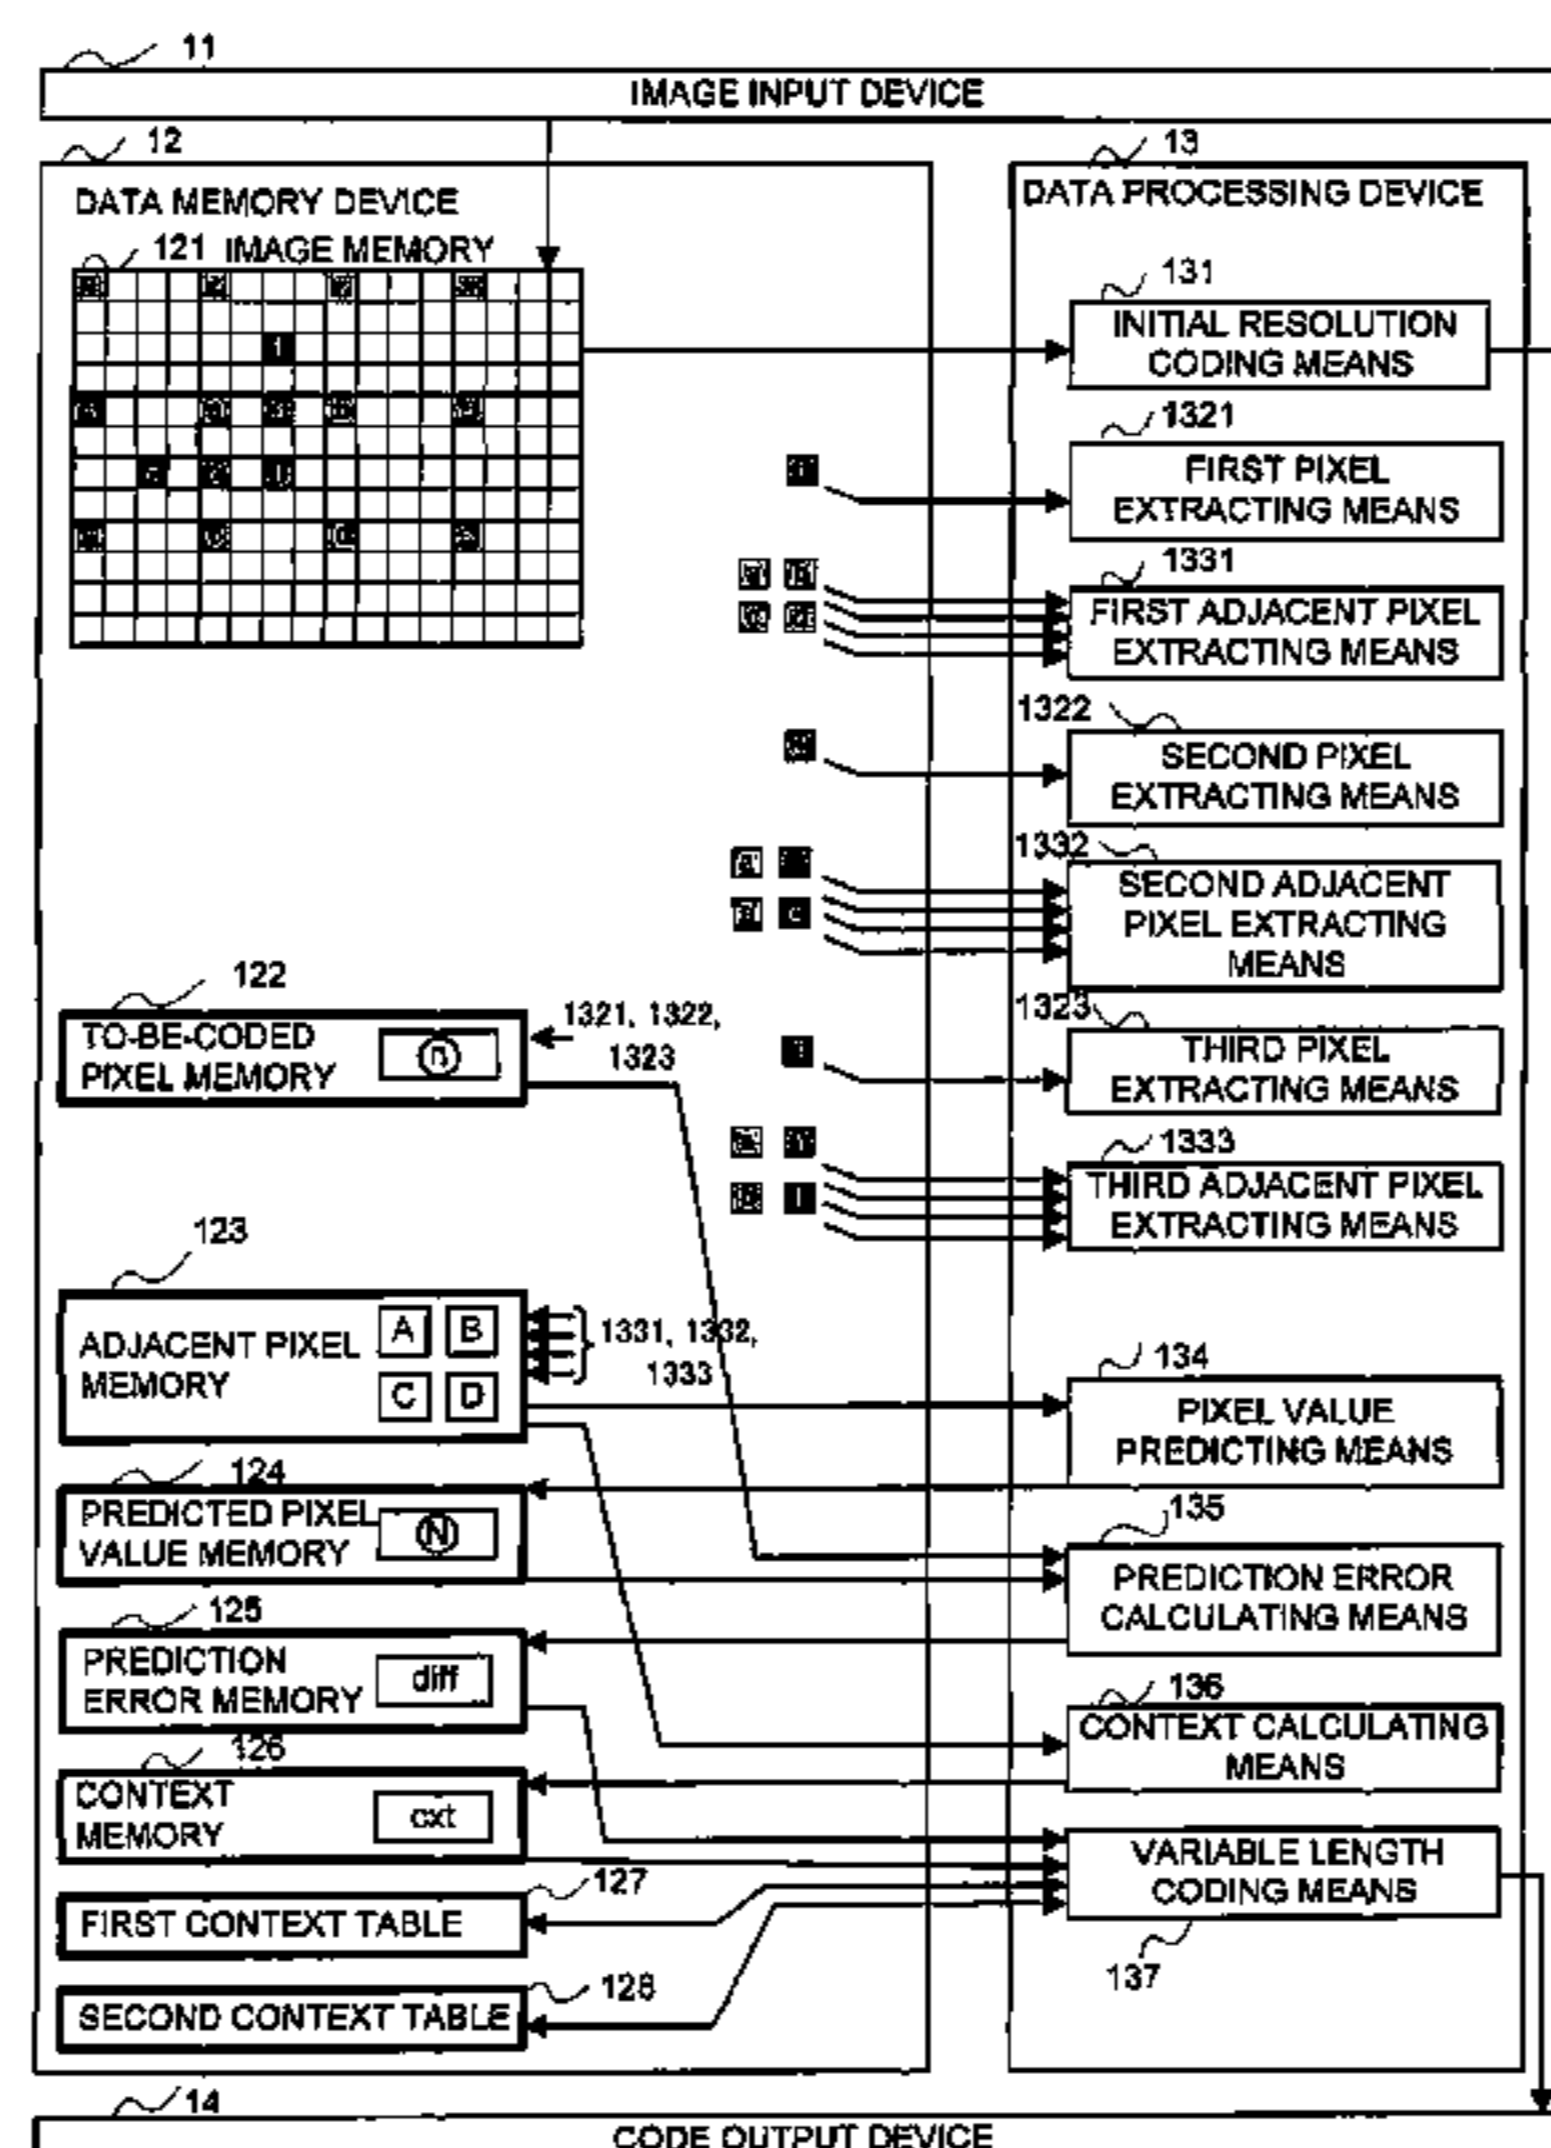 11
IMAGE INPUT DEVICE
12
DATA MEMORY DEVICE
121 IMAGE MEMORY
13
DATA PROCESSING DEVICE
131
INITIAL RESOLUTION
CODING MEANS
1321
FIRST PIXEL
EXTRACTING MEANS
1331
FIRST ADJACENT PIXEL
EXTRACTING MEANS
1322
SECOND PIXEL
EXTRACTING MEANS
1332
SECOND ADJACENT
PIXEL EXTRACTING
MEANS
122
TO-BE-CODED
PIXEL MEMORY
n
1321, 1322,
1323
1323
THIRD PIXEL
EXTRACTING MEANS
1333
THIRD ADJACENT PIXEL
EXTRACTING MEANS
123
ADJACENT PIXEL
MEMORY
A B
C D
1331, 1332,
1333
134
PIXEL VALUE
PREDICTING MEANS
124
PREDICTED PIXEL
VALUE MEMORY
N
135
PREDICTION ERROR
CALCULATING MEANS
125
PREDICTION
ERROR MEMORY
diff
136
CONTEXT CALCULATING
MEANS
126
CONTEXT
MEMORY
cxt
VARIABLE LENGTH
CODING MEANS
137
127
FIRST CONTEXT TABLE
128
SECOND CONTEXT TABLE
14
CODE OUTPUT DEVICE